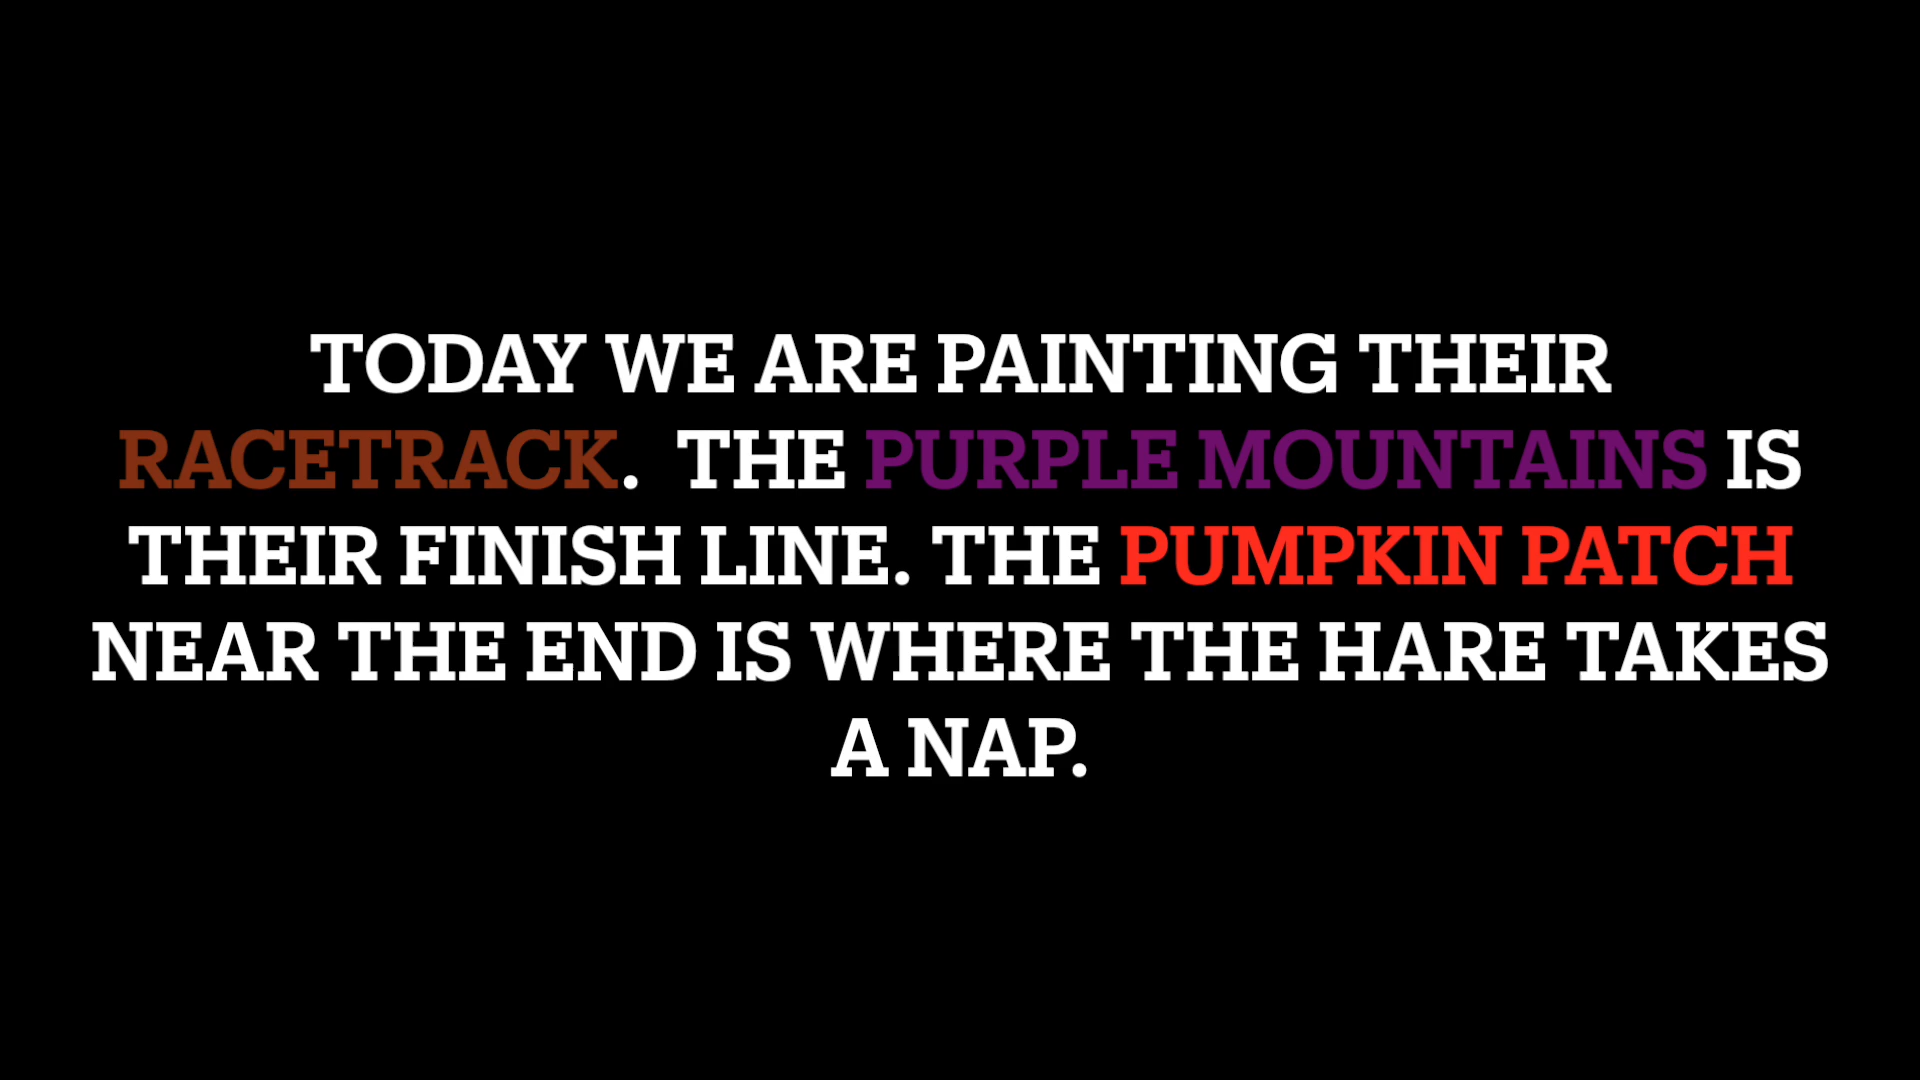 TODAY WE ARE PAINTING THEIR
RACETRACK.  THE PURPLE MOUNTAINS IS
THEIR FINISH LINE. THE PUMPKIN PATCH
NEAR THE END IS WHERE THE HARE TAKES
A NAP.